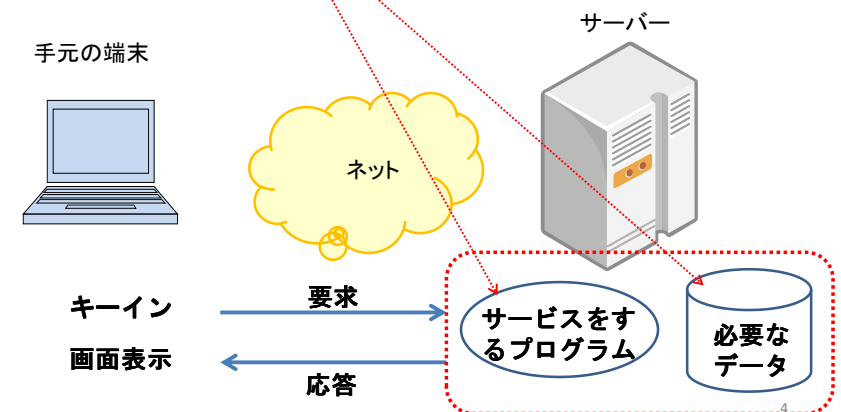 サーバー
手元の端末
ネット
キーイン
要求
サービスをす
るプログラム
必要な
データ
画面表示
応答
4